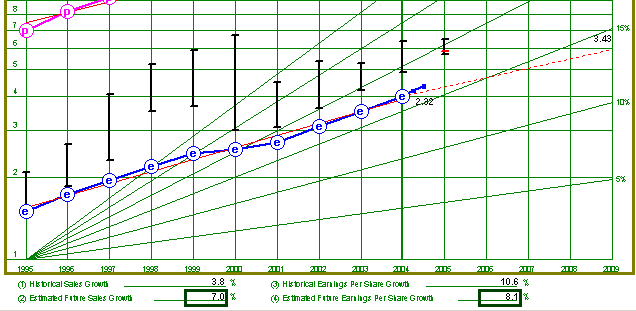 8
p
p
7
15%
6
3.43
5
4
e
2.32
10%
3
e
e
e
e
e
2
e
e
5%
e
e
1
1995 1996 1997 1998 1999 2000 2001 2002 2003 2004 2005 2006 2007 2008 2009
(1) Historical Sales Growth 3.8 % (3) Historical Earnings Per Share Growth 10.6 %
(2) Estimated Future Sales Growth 7.0 % (4) Estimated Future Earnings Per Share Growth 8.1 %